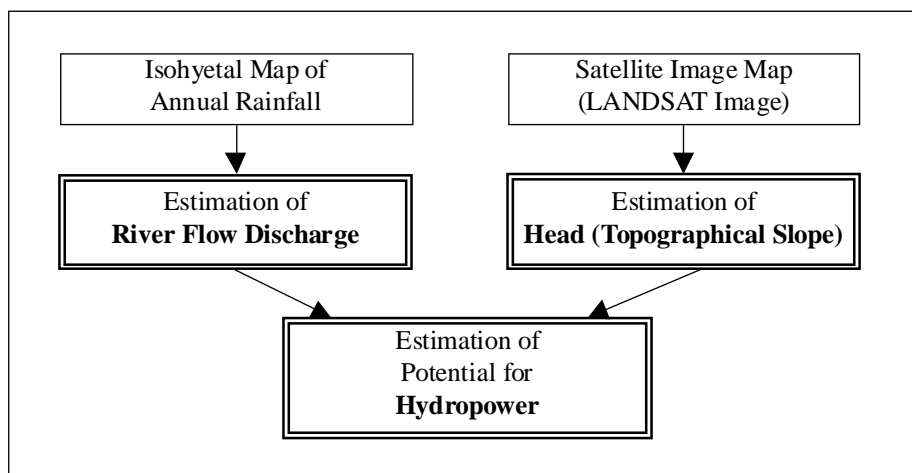 Isohyetal Map of
Annual Rainfall
Satellite Image Map
(LANDSAT Image)
Estimation of
River Flow Discharge
Estimation of
Head (Topographical Slope)
Estimation of
Potential for
Hydropower